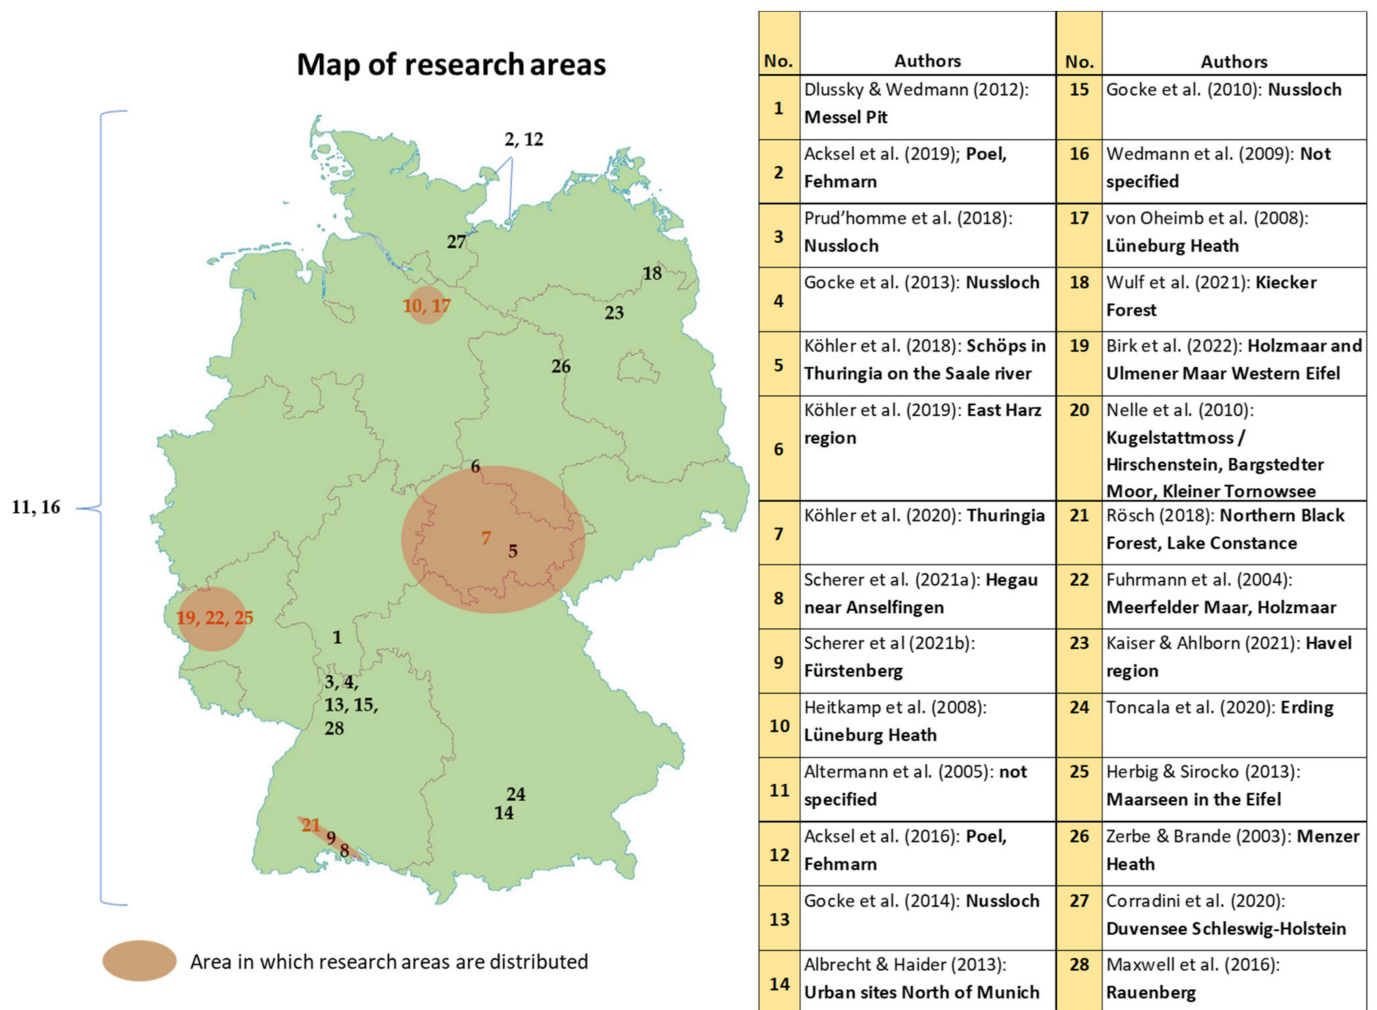 Map of research areas
2, 12
27
18
10, 17
23
26
11, 16
6
7
5
19, 22, 25
1
3, 4,
13, 15,
28
24
14
21
9
8
Area in which research areas are distributed
No.
Authors
No.
Authors
1
Dlussky & Wedmann (2012):
Messel Pit
15
Gocke et al. (2010): Nussloch
2
Acksel et al. (2019); Poel,
Fehmarn
16
Wedmann et al. (2009): Not
specified
3
Prud’homme et al. (2018):
Nussloch
17
von Oheimb et al. (2008):
Lüneburg Heath
4
Gocke et al. (2013): Nussloch
18
Wulf et al. (2021): Kiecker
Forest
5
Köhler et al. (2018): Schöps in
Thuringia on the Saale river
19
Birk et al. (2022): Holzmaar and
Ulmener Maar Western Eifel
6
Köhler et al. (2019): East Harz
region
20
Nelle et al. (2010):
Kugelstattmoss /
Hirschenstein, Bargstedter
Moor, Kleiner Tornowsee
7
Köhler et al. (2020): Thuringia
21
Rösch (2018): Northern Black
Forest, Lake Constance
8
Scherer et al. (2021a): Hegau
near Anselfingen
22
Fuhrmann et al. (2004):
Meerfelder Maar, Holzmaar
9
Scherer et al (2021b):
Fürstenberg
23
Kaiser & Ahlborn (2021): Havel
region
10
Heitkamp et al. (2008):
Lüneburg Heath
24
Toncala et al. (2020): Erding
11
Altermann et al. (2005): not
specified
25
Herbig & Sirocko (2013):
Maarseen in the Eifel
12
Acksel et al. (2016): Poel,
Fehmarn
26
Zerbe & Brande (2003): Menzer
Heath
13
Gocke et al. (2014): Nussloch
27
Corradini et al. (2020):
Duvensee Schleswig-Holstein
14
Albrecht & Haider (2013):
Urban sites North of Munich
28
Maxwell et al. (2016):
Rauenberg